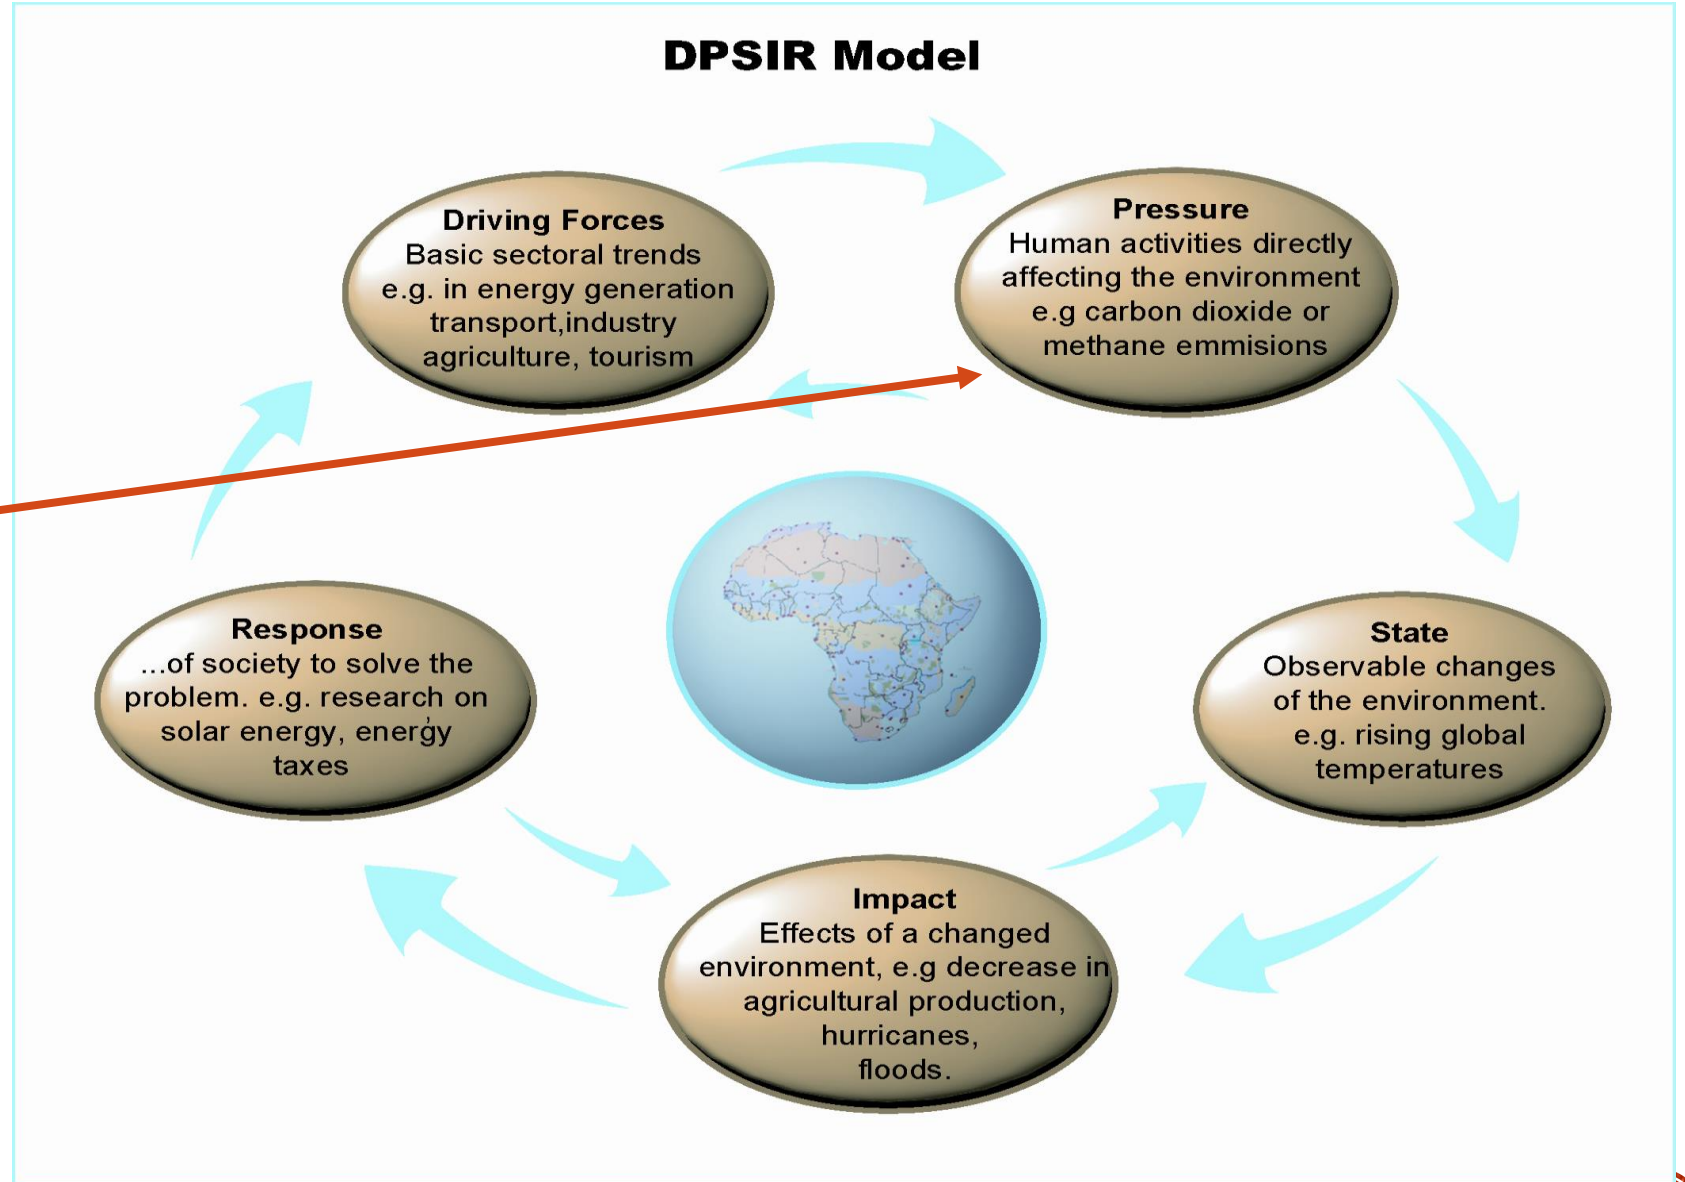 DPSIR Model
Driving Forces
Basic sectoral trends
e.g. in energy generation
transport,industry
agriculture, tourism
Pressure
Human activities directly
affecting the environment
e.g carbon dioxide or
methane emmisions
Response
...of society to solve the
problem. e.g. research on
solar energy, energy
taxes
State
Observable changes
of the environment.
e.g. rising global
temperatures
Impact
Effects of a changed
environment, e.g decrease in
agricultural production,
hurricanes,
floods.